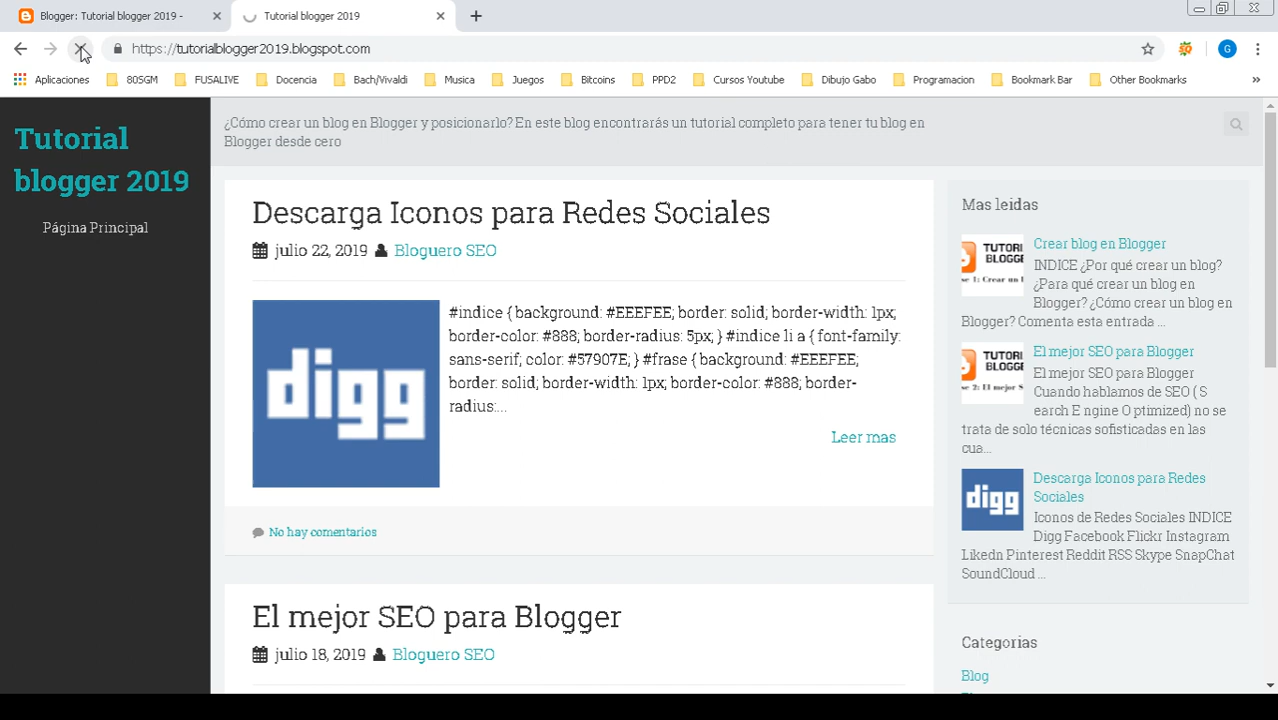 Blogger: Tutorial blogger 2019 -
Tutorial blogger 2019
https://tutorialblogger2019.blogspot.com
G
Aplicaciones
80SGM
FUSALIVE
Docencia
Bach/Vivaldi
Musica
Juegos
Bitcoins
PPD2
Cursos Youtube
Dibujo Gabo
Programacion
Bookmark Bar
Other Bookmarks
Tutorial
blogger 2019
Página Principal
¿Cómo crear un blog en Blogger y posicionarlo? En este blog encontrarás un tutorial completo para tener tu blog en
Blogger desde cero
Descarga Iconos para Redes Sociales
julio 22, 2019 Bloguero SEO
digg
#indice { background: #EEEFEE; border: solid; border-width: 1px;
border-color: #888; border-radius: 5px; } #indice li a { font-family:
sans-serif; color: #57907E; } #frase { background: #EEEFEE;
border: solid; border-width: 1px; border-color: #888; border-
radius:...
Leer mas
No hay comentarios
El mejor SEO para Blogger
julio 18, 2019 Bloguero SEO
Mas leidas
TUTORI
BLOGGE
Crear blog en Blogger
INDICE ¿Por qué crear un blog?
¿Para qué crear un blog en
Blogger? ¿Cómo crear un blog en
Blogger? Comenta esta entrada ...
TUTORI
BLOGGE
El mejor SEO para Blogger
El mejor SEO para Blogger
Cuando hablamos de SEO ( S
earch E ngine O ptimized) no se
trata de solo técnicas sofisticadas en las
cua...
digg
Descarga Iconos para Redes
Sociales
Iconos de Redes Sociales INDICE
Digg Facebook Flickr Instagram
Likedn Pinterest Reddit RSS Skype SnapChat
SoundCloud ...
Categorias
Blog